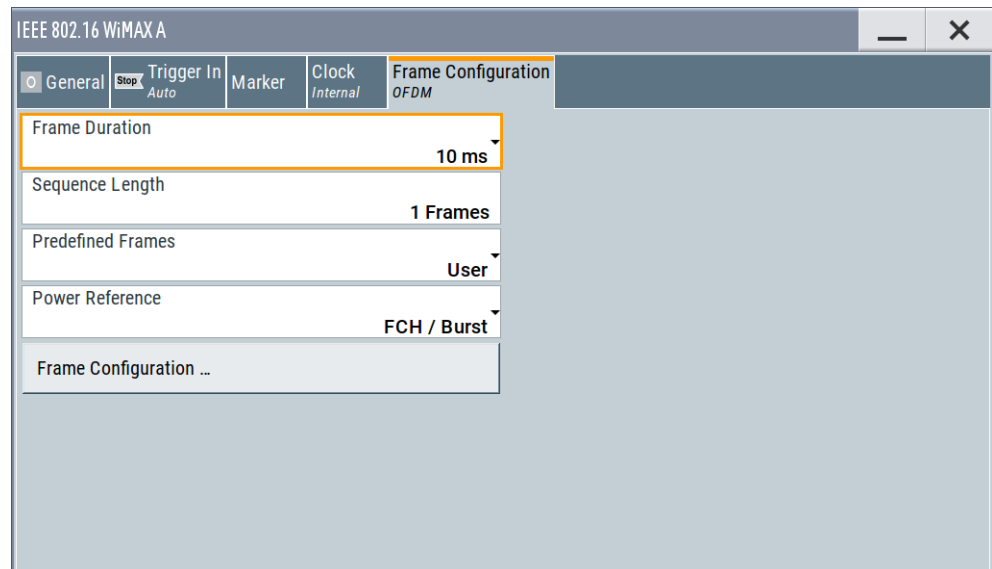 IEEE 802.16 WiMAX A
O General
Stop Trigger In
Auto
Marker
Clock
Internal
Frame Configuration
OFDM
Frame Duration
10 ms
Sequence Length
1 Frames
Predefined Frames
User
Power Reference
FCH / Burst
Frame Configuration ...